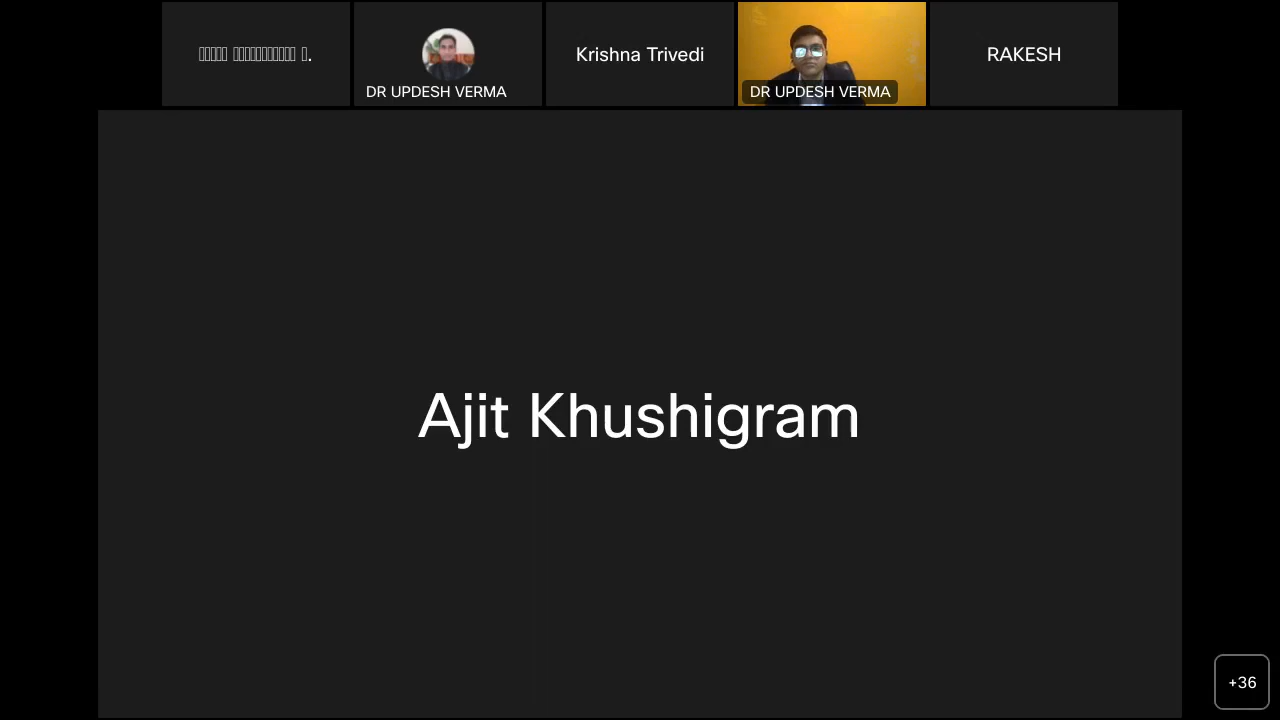 DR UPDESH VERMA
Krishna Trivedi
DR UPDESH VERMA
RAKESH
Ajit Khushigram
+36